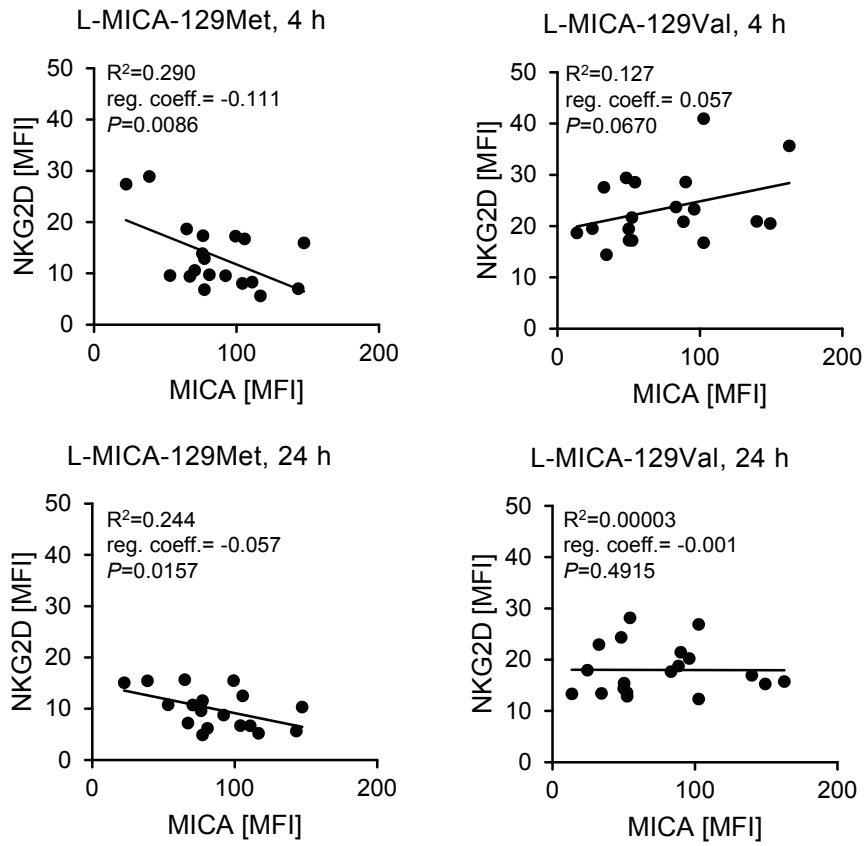 L-MICA-129Met, 4 h
R²=0.290
reg. coeff.= -0.111
P=0.0086
50
40
30
20
10
0
NKG2D [MFI]
0 100 200
MICA [MFI]
L-MICA-129Val, 4 h
R²=0.127
reg. coeff.= 0.057
P=0.0670
50
40
30
20
10
0
NKG2D [MFI]
0 100 200
MICA [MFI]
L-MICA-129Met, 24 h
R²=0.244
reg. coeff.= -0.057
P=0.0157
50
40
30
20
10
0
NKG2D [MFI]
0 100 200
MICA [MFI]
L-MICA-129Val, 24 h
R²=0.00003
reg. coeff.= -0.001
P=0.4915
50
40
30
20
10
0
NKG2D [MFI]
0 100 200
MICA [MFI]